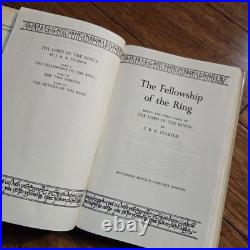 THE LORD OF THE RINGS
BY J. R. R. TOLKIEN
PART I
THE FELLOWSHIP OF THE RING
PART II
THE TWO TOWERS
PART III
THE RETURN OF THE KING
The Fellowship
of the Ring
BEING THE FIRST PART OF
THE LORD OF THE RINGS
BY
J. R. R. TOLKIEN
HOUGHTON MIFFLIN COMPANY BOSTON